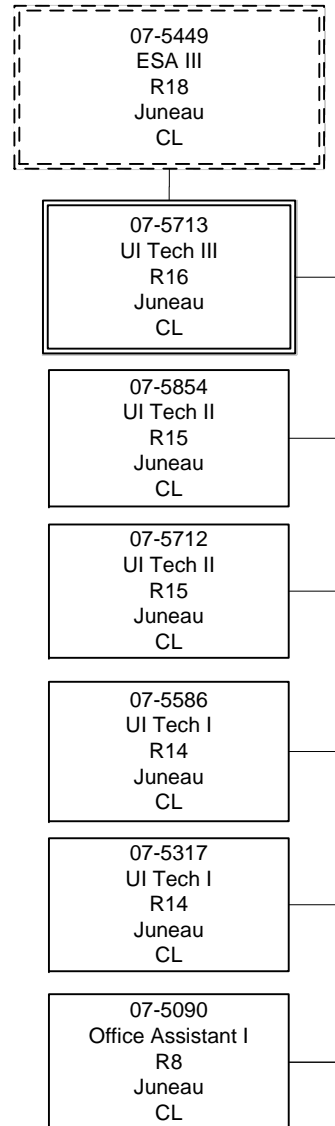 07-5449
ESA III
R18
Juneau
CL
07-5713
UI Tech III
R16
Juneau
CL
07-5854
UI Tech II
R15
Juneau
CL
07-5712
UI Tech II
R15
Juneau
CL
07-5586
UI Tech I
R14
Juneau
CL
07-5317
UI Tech I
R14
Juneau
CL
07-5090
Office Assistant I
R8
Juneau
CL